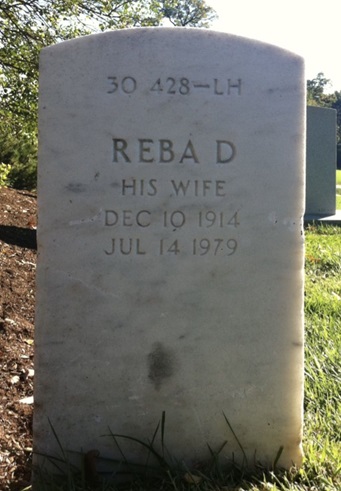 30 428-LH
REBA D
HIS WIFE
DEC 10 1914
JUL 14 1979